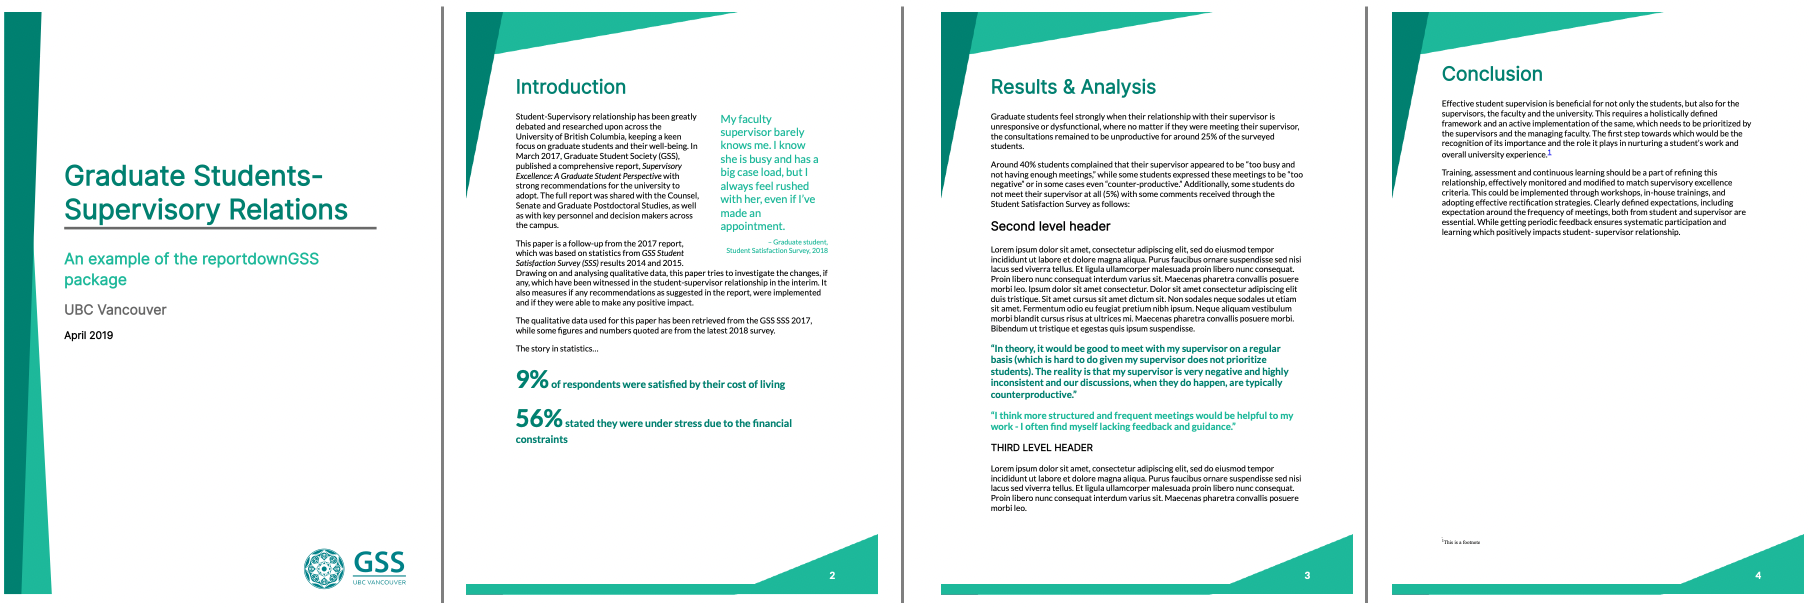 Graduate Students-
Supervisory Relations
An example of the reportdownGSS
package
UBC Vancouver
April 2019
GSS
UBC VANCOUVER
Introduction
Student-Supervisory relationship has been greatly
debated and researched upon across the
University of British Columbia, keeping a keen
focus on graduate students and their well-being. In
March 2017, Graduate Student Society (GSS),
published a comprehensive report, Supervisory
Excellence: A Graduate Student Perspective with
strong recommendations for the university to
adopt. The full report was shared with the Counsel,
Senate and Graduate Postdoctoral Studies, as well
as with key personnel and decision makers across
the campus.
My faculty
supervisor barely
knows me. I know
she is busy and has a
big case load, but I
always feel rushed
with her, even if I've
made an
appointment.
– Graduate student,
Student Satisfaction Survey, 2018
This paper is a follow-up from the 2017 report,
which was based on statistics from GSS Student
Satisfaction Survey (SSS) results 2014 and 2015.
Drawing on and analysing qualitative data, this paper tries to investigate the changes, if
any, which have been witnessed in the student-supervisor relationship in the interim. It
also measures if any recommendations as suggested in the report, were implemented
and if they were able to make any positive impact.
The qualitative data used for this paper has been retrieved from the GSS SSS 2017,
while some figures and numbers quoted are from the latest 2018 survey.
The story in statistics...
9% of respondents were satisfied by their cost of living
56% stated they were under stress due to the financial
constraints
2
Results & Analysis
Graduate students feel strongly when their relationship with their supervisor is
unresponsive or dysfunctional, where no matter if they were meeting their supervisor,
the consultations remained to be unproductive for around 25% of the surveyed
students.
Around 40% students complained that their supervisor appeared to be "too busy and
not having enough meetings," while some students expressed these meetings to be "too
negative" or in some cases even "counter-productive." Additionally, some students do
not meet their supervisor at all (5%) with some comments received through the
Student Satisfaction Survey as follows:
Second level header
Lorem ipsum dolor sit amet, consectetur adipiscing elit, sed do eiusmod tempor
incididunt ut labore et dolore magna aliqua. Purus faucibus ornare suspendisse sed nisi
lacus sed viverra tellus. Et ligula ullamcorper malesuada proin libero nunc consequat.
Proin libero nunc consequat interdum varius sit. Maecenas pharetra convallis posuere
morbi leo. Ipsum dolor sit amet consectetur. Dolor sit amet consectetur adipiscing elit
duis tristique. Sit amet cursus sit amet dictum sit. Non sodales neque sodales ut etiam
sit amet. Fermentum odio eu feugiat pretium nibh ipsum. Neque aliquam vestibulum
morbi blandit cursus risus at ultrices mi. Maecenas pharetra convallis posuere morbi.
Bibendum ut tristique et egestas quis ipsum suspendisse.
"In theory, it would be good to meet with my supervisor on a regular
basis (which is hard to do given my supervisor does not prioritize
students). The reality is that my supervisor is very negative and highly
inconsistent and our discussions, when they do happen, are typically
counterproductive."
"I think more structured and frequent meetings would be helpful to my
work - I often find myself lacking feedback and guidance."
THIRD LEVEL HEADER
Lorem ipsum dolor sit amet, consectetur adipiscing elit, sed do eiusmod tempor
incididunt ut labore et dolore magna aliqua. Purus faucibus ornare suspendisse sed nisi
lacus sed viverra tellus. Et ligula ullamcorper malesuada proin libero nunc consequat.
Proin libero nunc consequat interdum varius sit. Maecenas pharetra convallis posuere
morbi leo.
3
Conclusion
Effective student supervision is beneficial for not only the students, but also for the
supervisors, the faculty and the university. This requires a holistically defined
framework and an active implementation of the same, which needs to be prioritized by
the supervisors and the managing faculty. The first step towards which would be the
recognition of its importance and the role it plays in nurturing a student's work and
overall university experience.1
Training, assessment and continuous learning should be a part of refining this
relationship, effectively monitored and modified to match supervisory excellence
criteria. This could be implemented through workshops, in-house trainings, and
adopting effective rectification strategies. Clearly defined expectations, including
expectation around the frequency of meetings, both from student and supervisor are
essential. While getting periodic feedback ensures systematic participation and
learning which positively impacts student- supervisor relationship.
1This is a footnote
4